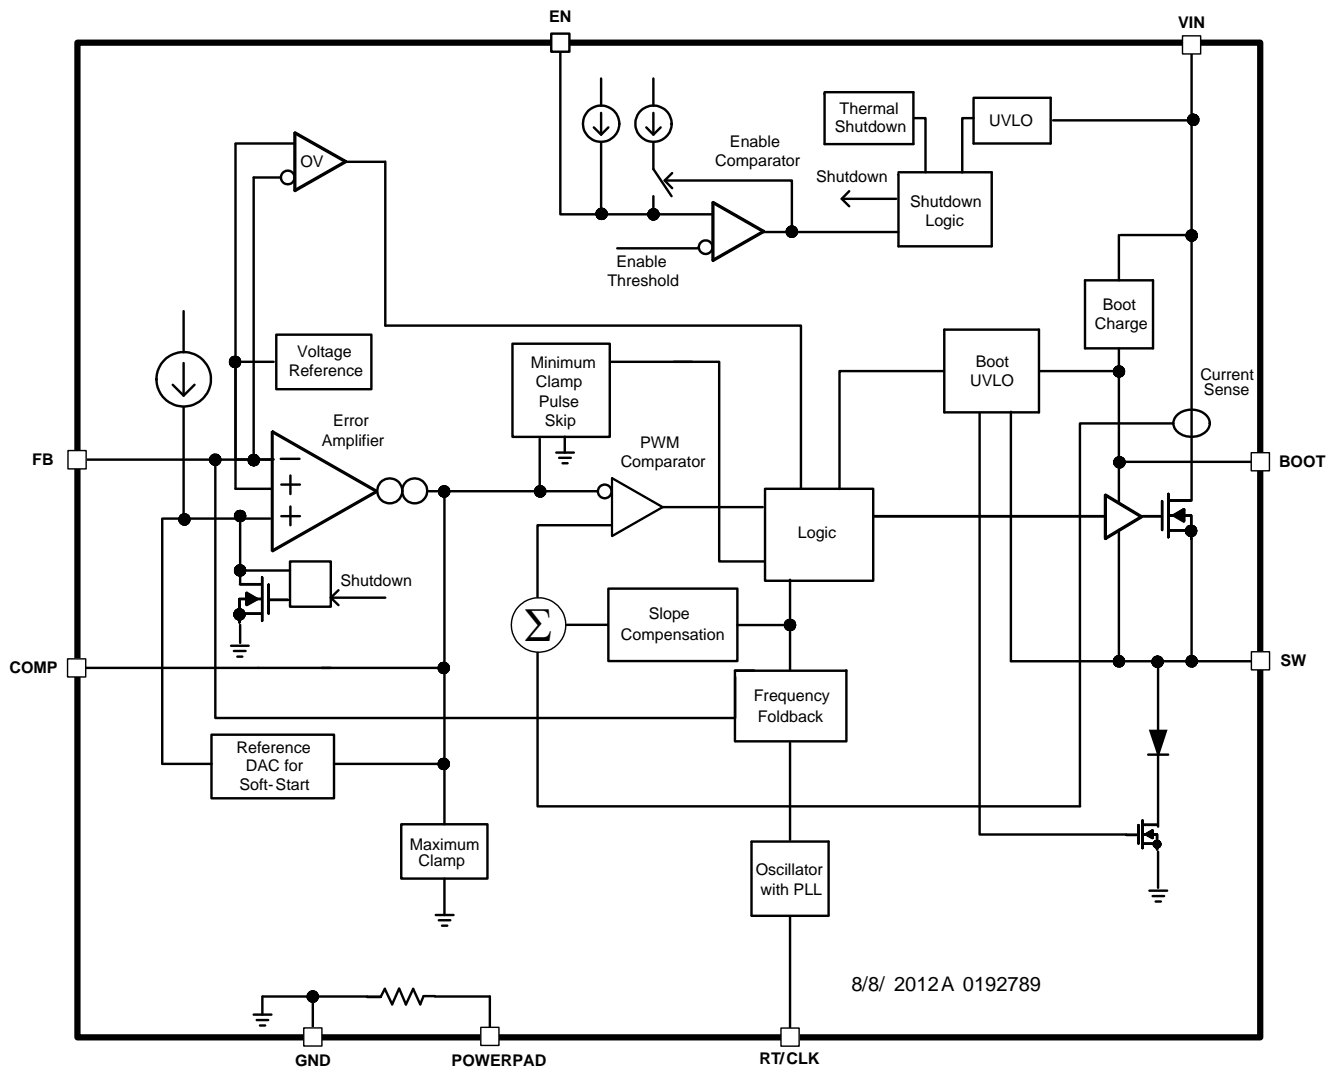 EN
VIN
Thermal
Shutdown
UVLO
Enable
Comparator
OV
Shutdown
Shutdown
Logic
Enable
Threshold
Boot
Charge
Voltage
Reference
Minimum
Clamp
Pulse
Skip
Boot
UVLO
Current
Sense
Error
Amplifier
PWM
Comparator
FB
BOOT
−
+
+
Logic
Shutdown
Σ
Slope
Compensation
COMP
SW
Frequency
Foldback
Reference
DAC for
Soft-Start
Maximum
Clamp
Oscillator
with PLL
8/8/ 2012A 0192789
GND
POWERPAD
RT/CLK